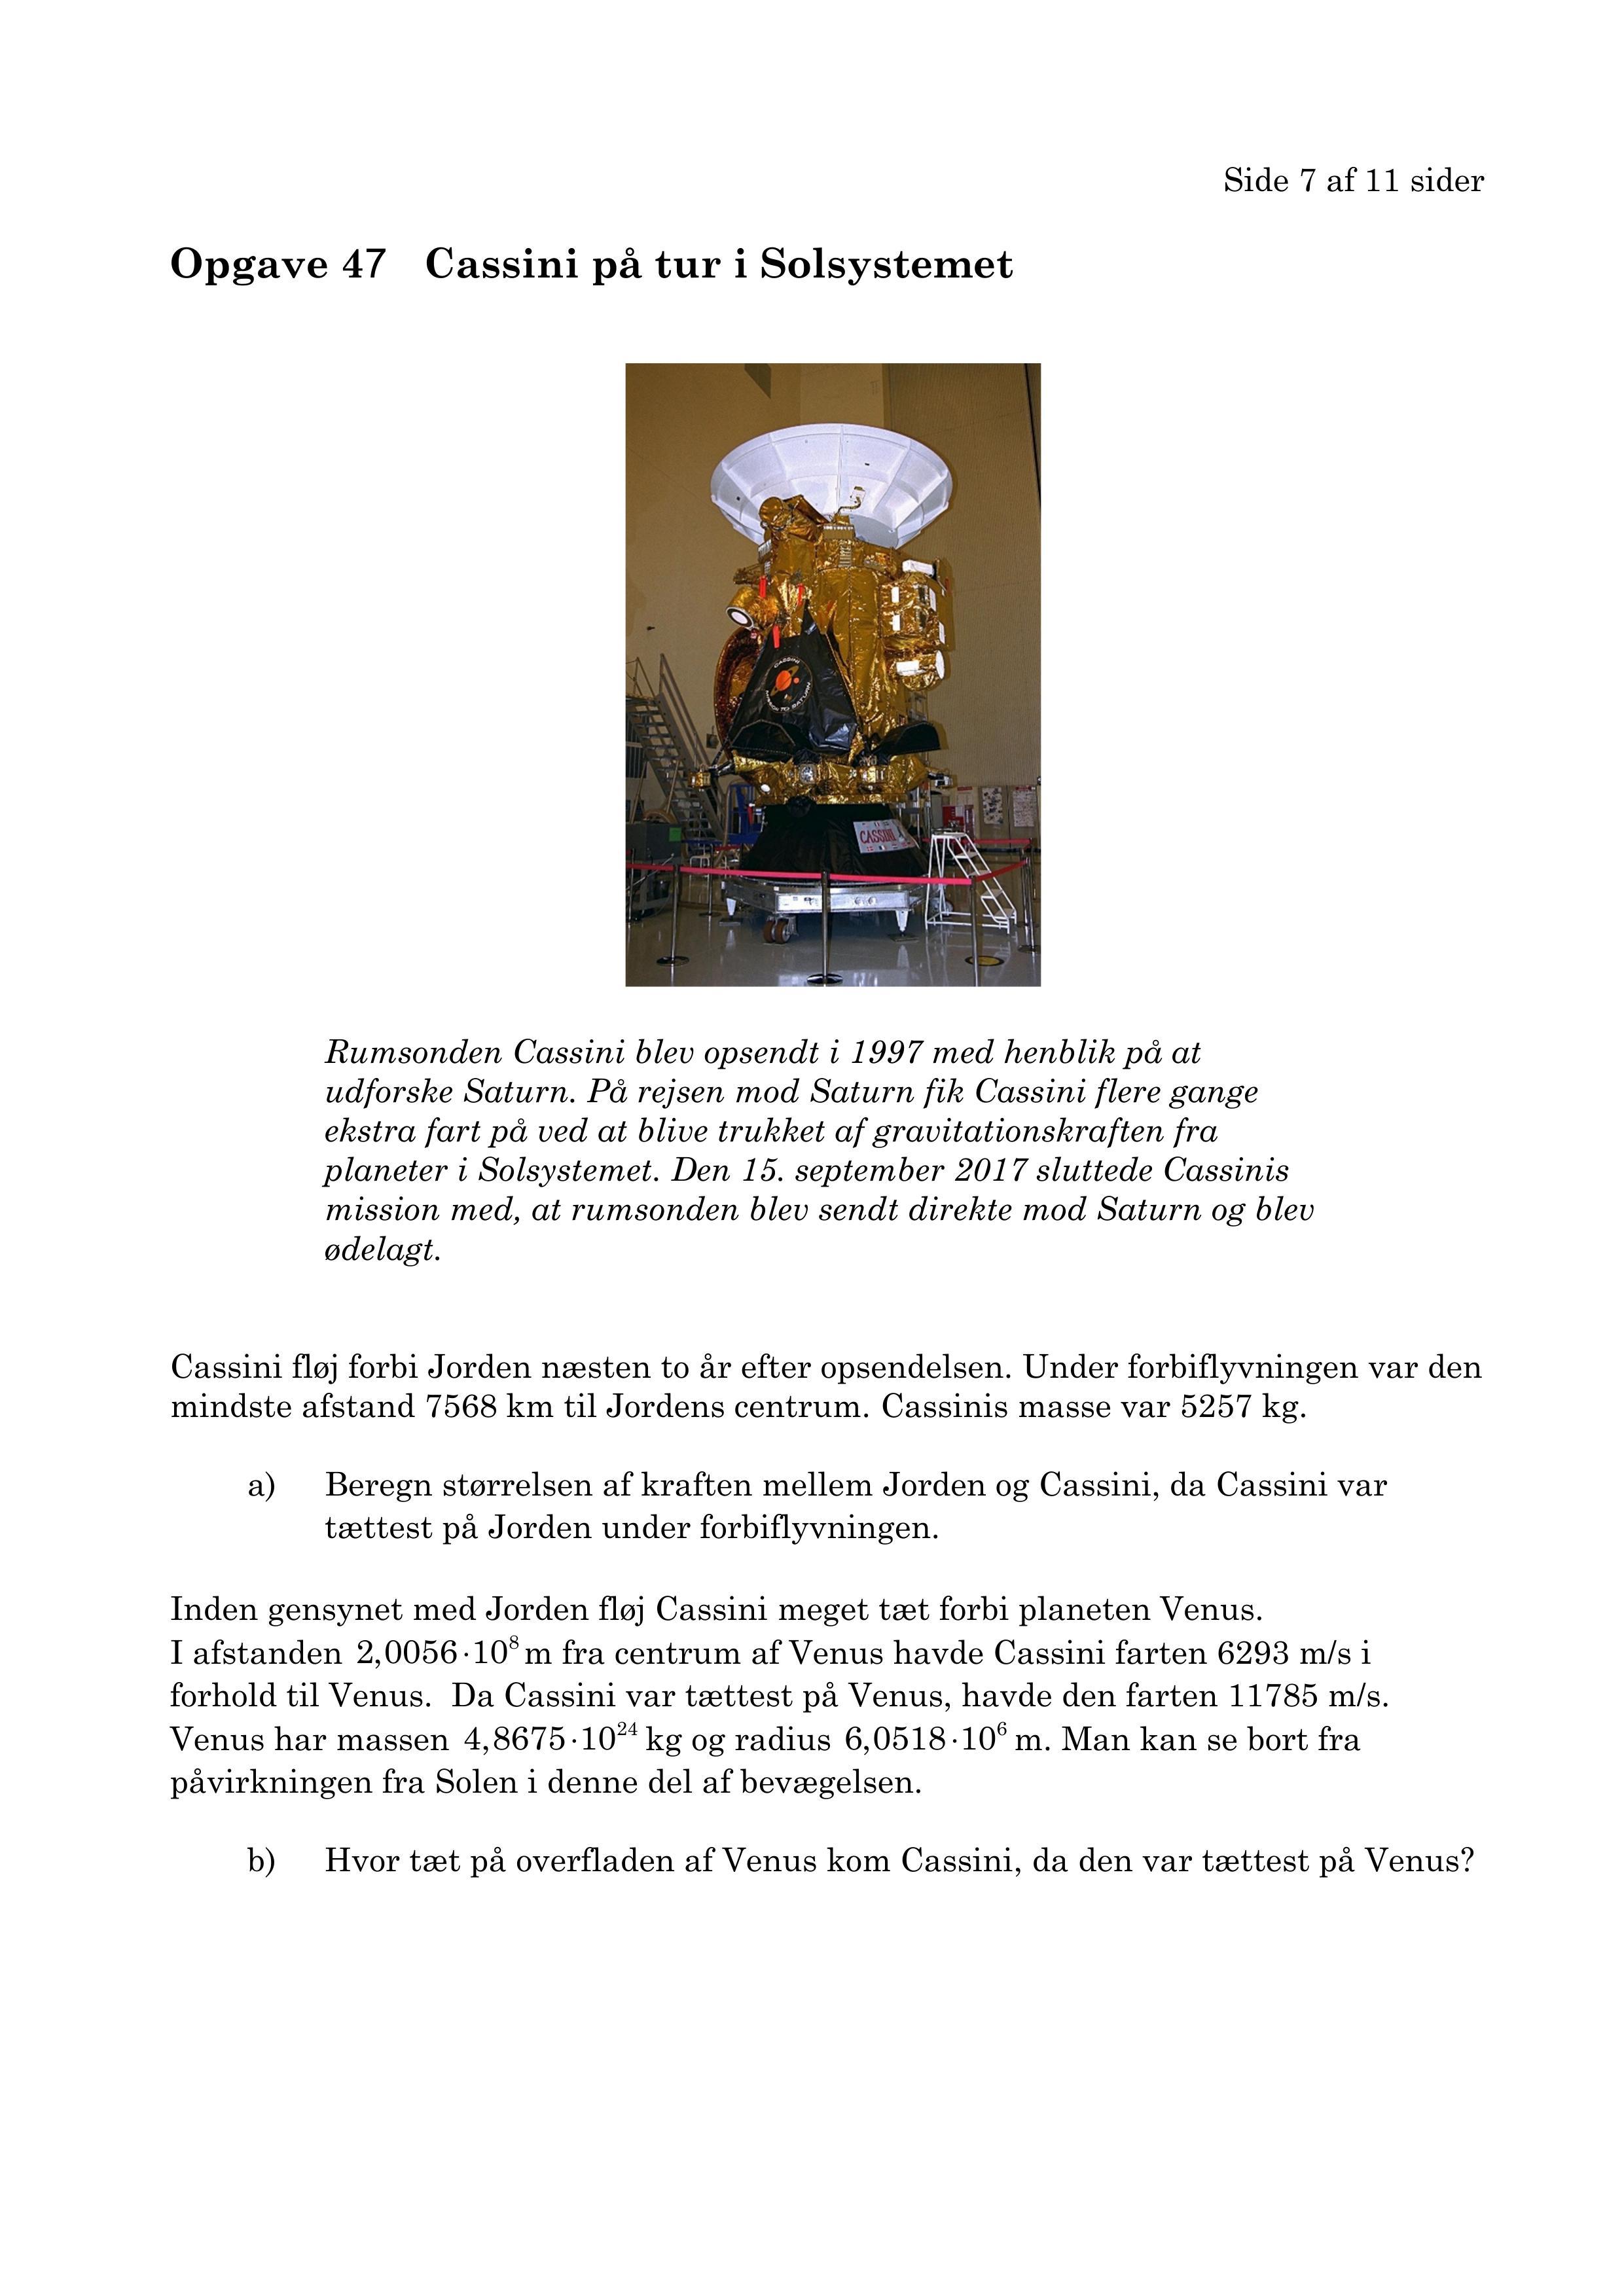 Side 7 af 11 sider
Opgave 47 Cassini på tur i Solsystemet
CASSINI
CASSINI
Rumsonden Cassini blev opsendt i 1997 med henblik på at
udforske Saturn. På rejsen mod Saturn fik Cassini flere gange
ekstra fart på ved at blive trukket af gravitationskraften fra
planeter i Solsystemet. Den 15. september 2017 sluttede Cassinis
mission med, at rumsonden blev sendt direkte mod Saturn og blev
ødelagt.
Cassini fløj forbi Jorden næsten to år efter opsendelsen. Under forbiflyvningen var den
mindste afstand 7568 km til Jordens centrum. Cassinis masse var 5257 kg.
a) Beregn størrelsen af kraften mellem Jorden og Cassini, da Cassini var
tættest på Jorden under forbiflyvningen.
Inden gensynet med Jorden fløj Cassini meget tæt forbi planeten Venus.
I afstanden 2,0056·10⁸ m fra centrum af Venus havde Cassini farten 6293 m/s i
forhold til Venus. Da Cassini var tættest på Venus, havde den farten 11785 m/s.
Venus har massen 4,8675·10²⁴ kg og radius 6,0518·10⁶ m. Man kan se bort fra
påvirkningen fra Solen i denne del af bevægelsen.
b) Hvor tæt på overfladen af Venus kom Cassini, da den var tættest på Venus?